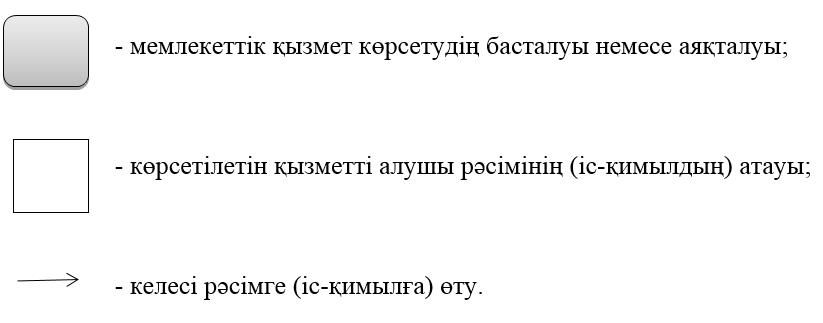 - мемлекеттік қызмет көрсетудің басталуы немесе аяқталуы;
- көрсетілетін қызметті алушы рәсімінің (іс-қимылдың) атауы;
- келесі рәсімге (іс-қимылға) өту.